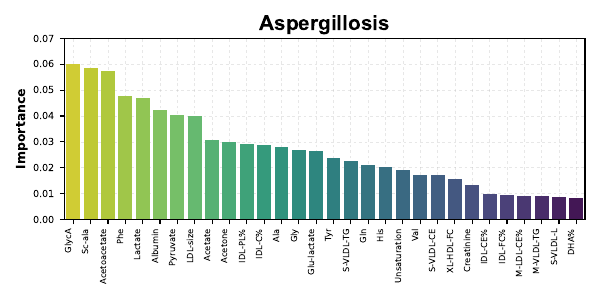 Aspergillosis
Importance
0.07
0.06
0.05
0.04
0.03
0.02
0.01
0.00
GlycA
Sc-ala
Acetoacetate
Phe
Lactate
Albumin
Pyruvate
LDL-size
Acetate
Acetone
IDL-PL%
IDL-C%
Ala
Gly
Glu-lactate
Tyr
S-VLDL-TG
Gln
His
Unsaturation
Val
S-VLDL-CE
XL-HDL-FC
Creatinine
IDL-CE%
IDL-FC%
M-LDL-CE%
M-VLDL-TG
S-VLDL-L
DHA%